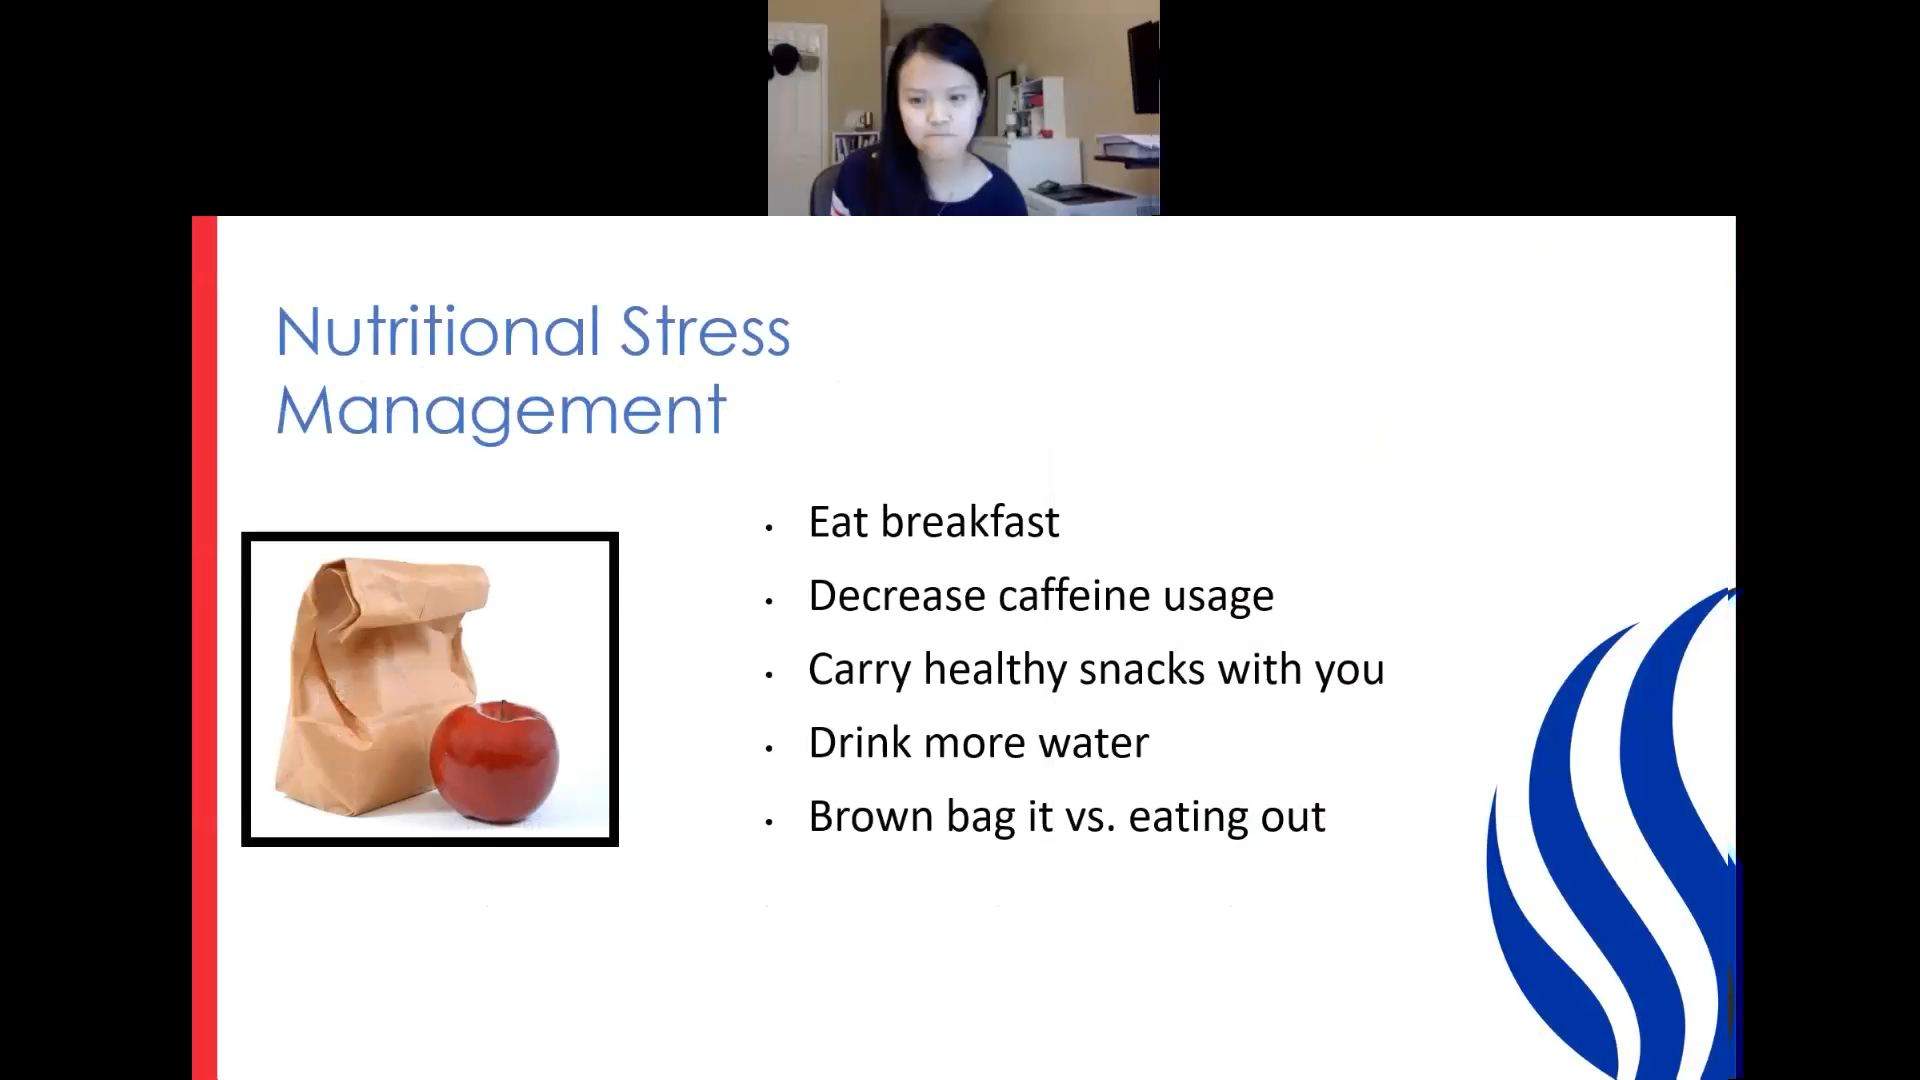 Nutritional Stress
Management
• Eat breakfast
• Decrease caffeine usage
• Carry healthy snacks with you
• Drink more water
• Brown bag it vs. eating out